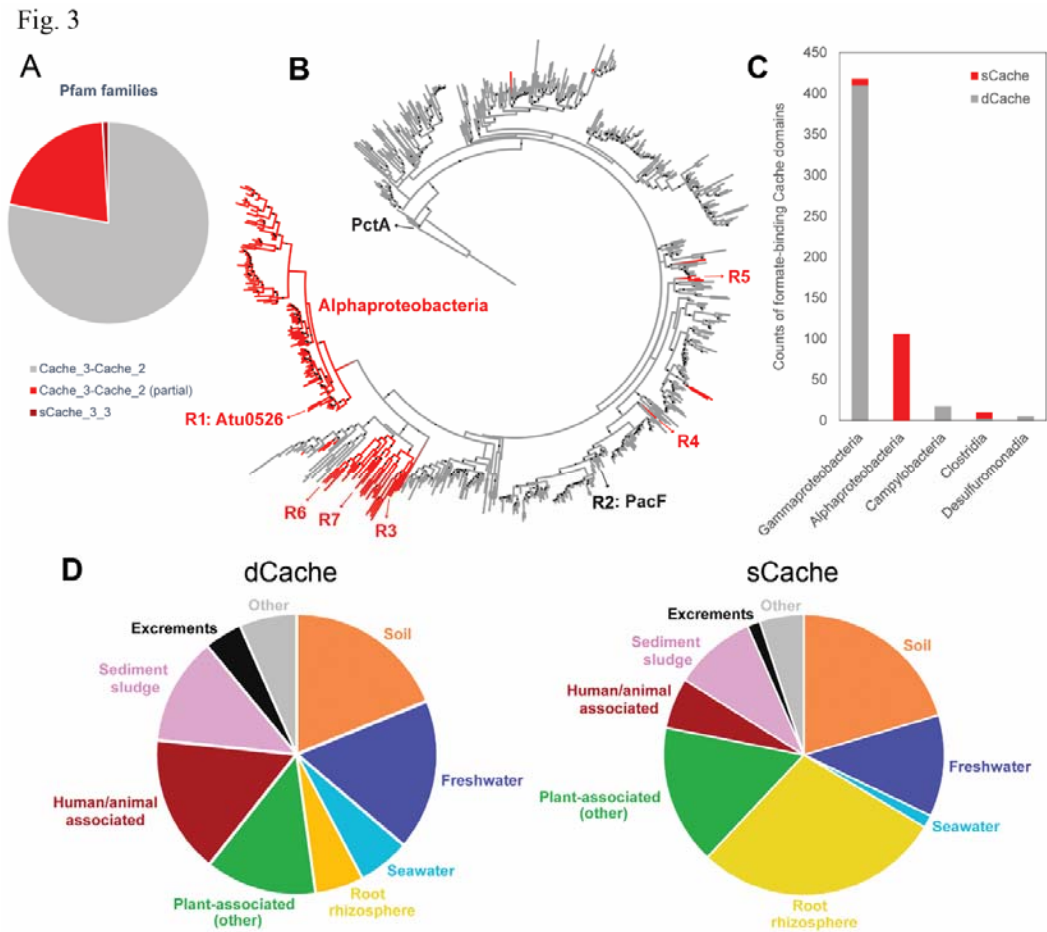 Fig. 3
A
Pfam families
Cache_3-Cache_2
Cache_3-Cache_2 (partial)
sCache_3_3
B
PctA
Alphaproteobacteria
R1: Atu0526
R6
R7
R3
R2: PacF
R4
R5
C
Counts of formate-binding Cache domains
450
400
350
300
250
200
150
100
50
0
sCache
dCache
Gammaproteobacteria
Alphaproteobacteria
Campylobacteria
Clostridia
Desulfuromonadia
D
dCache
Other
Excrements
Soil
Sediment
sludge
Freshwater
Human/animal
associated
Seawater
Plant-associated
(other)
Root
rhizosphere
sCache
Other
Excrements
Soil
Sediment
sludge
Human/animal
associated
Freshwater
Plant-associated
(other)
Seawater
Root
rhizosphere